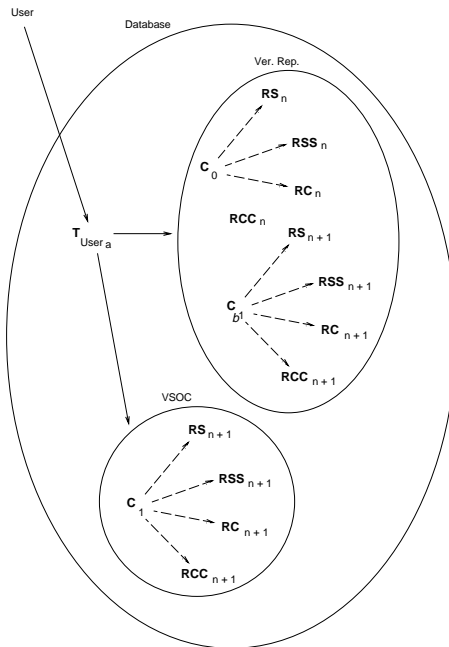 User
Database
Ver. Rep.
RS n
RSS n
C 0
RC n
RCC n
T User a
RS n+1
RSS n+1
C b1
RC n+1
RCC n+1
VSOC
RS n+1
RSS n+1
C 1
RC n+1
RCC n+1